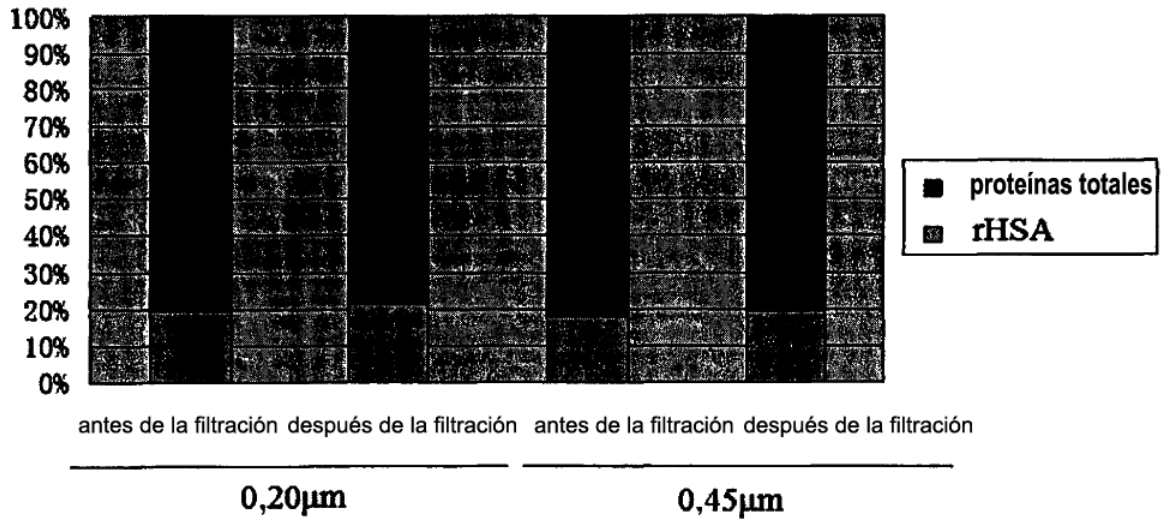 100%
90%
80%
70%
60%
50%
40%
30%
20%
10%
0%
proteínas totales
rHSA
antes de la filtración después de la filtración antes de la filtración después de la filtración
0,20µm 0,45µm